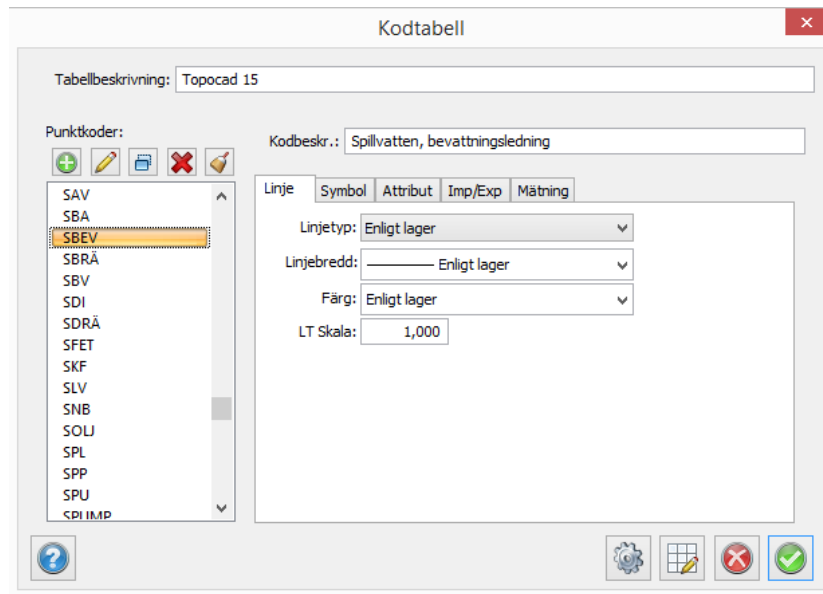 Kodtabell
Tabellbeskrivning: Topocad 15
Punktkoder:
Kodbeskr.: Spillvatten, bevattningsledning
SAV
SBA
SBEV
SBRÄ
SBV
SDI
SDRÄ
SFET
SKF
SLV
SNB
SOLJ
SPL
SPP
SPU
SPUMP
Linje Symbol Attribut Imp/Exp Mätning
Linjetyp: Enligt lager
Linjebredd: Enligt lager
Färg: Enligt lager
LT Skala: 1,000